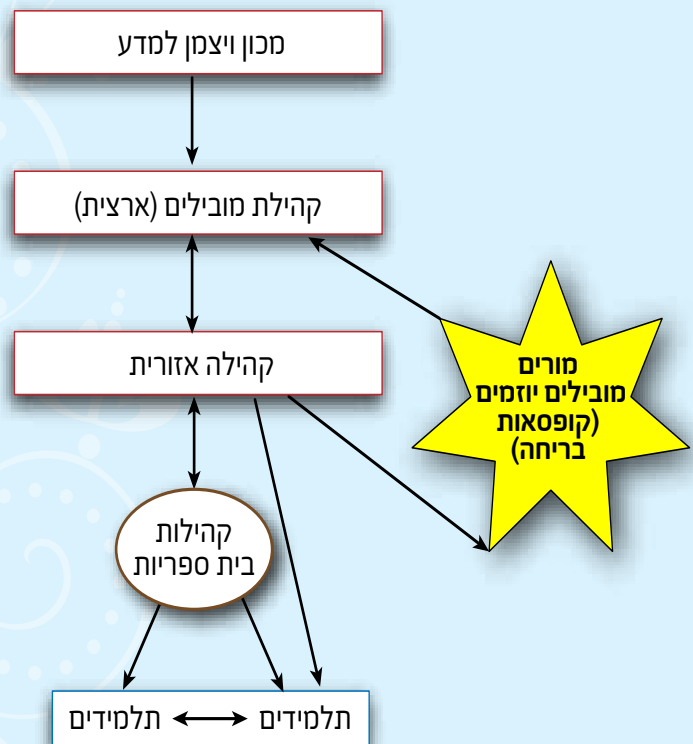 מכון ויצמן למדע
קהילת מובילים (ארצית)
קהילה אזורית
מורים
מובילים יוזמים
(קופסאות
בריחה)
קהילות
בית ספריות
תלמידים תלמידים